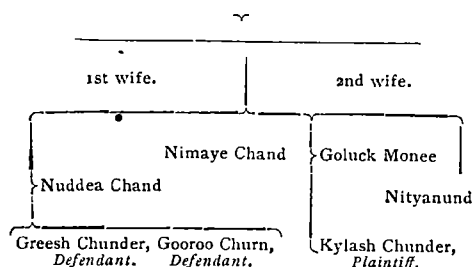 1st wife. 2nd wife.
Nimaye Chand Goluck Monee
Nuddea Chand
Nityanund
Greesh Chunder, Gooroo Churn, Kylash Chunder,
Defendant. Defendant. Plaintiff.